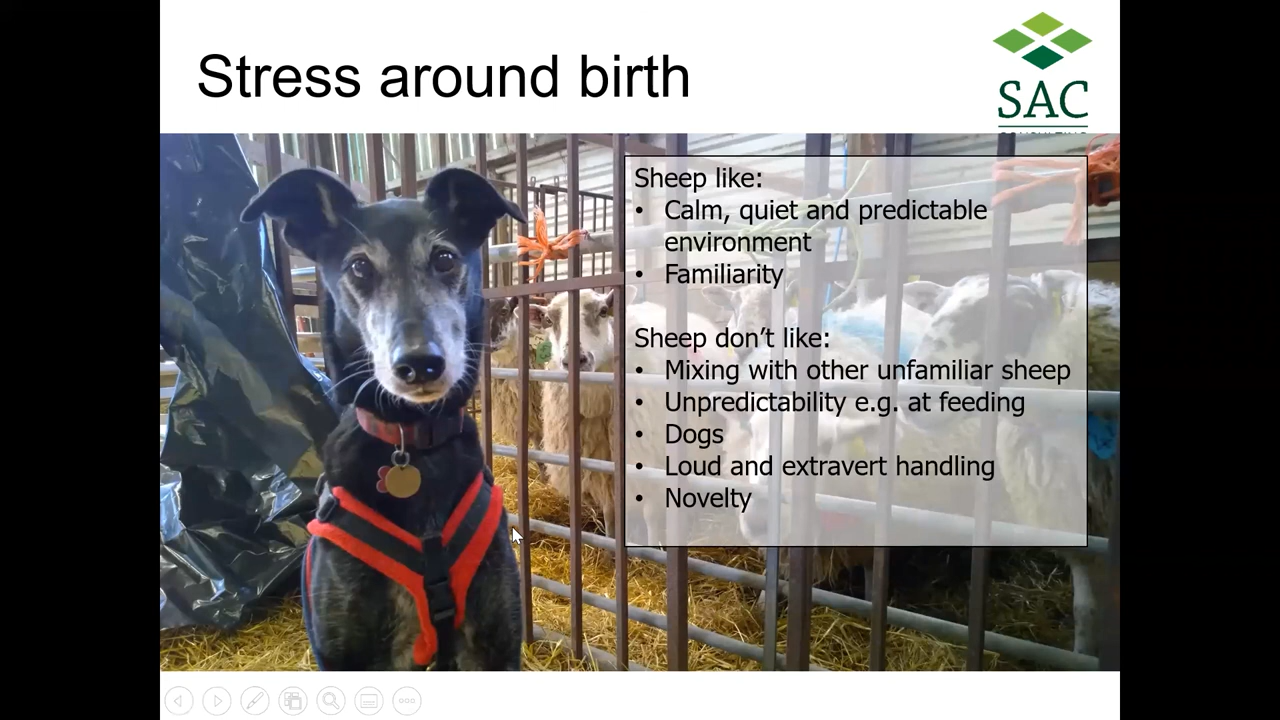 Stress around birth
SAC
Sheep like:
• Calm, quiet and predictable
environment
• Familiarity
Sheep don’t like:
• Mixing with other unfamiliar sheep
• Unpredictability e.g. at feeding
• Dogs
• Loud and extravert handling
• Novelty